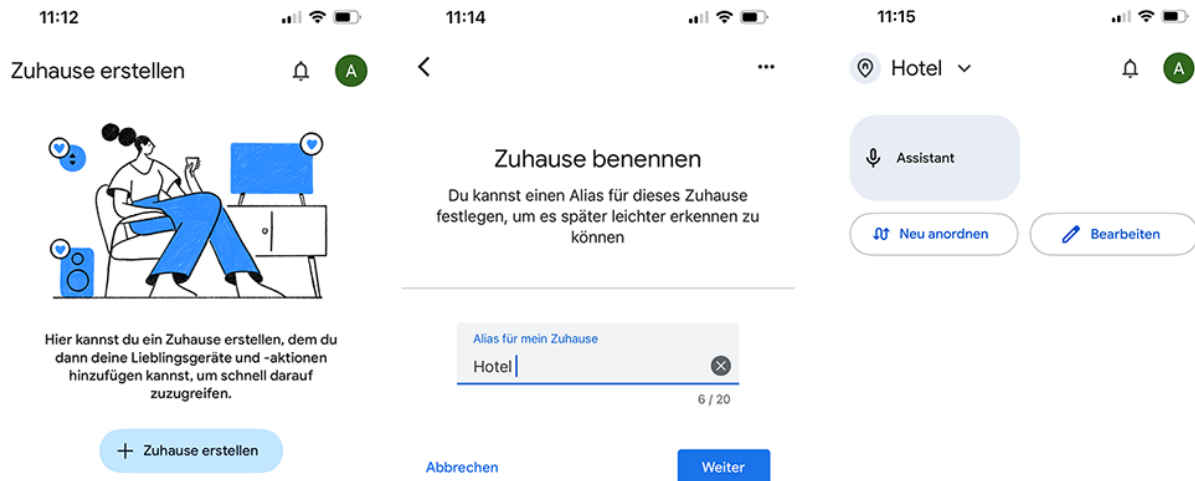 11:12
Zuhause erstellen
A
Hier kannst du ein Zuhause erstellen, dem du
dann deine Lieblingsgeräte und -aktionen
hinzufügen kannst, um schnell darauf
zuzugreifen.
+ Zuhause erstellen
11:14
Zuhause benennen
Du kannst einen Alias für dieses Zuhause
festlegen, um es später leichter erkennen zu
können
Alias für mein Zuhause
Hotel
6 / 20
Abbrechen
Weiter
11:15
Hotel
A
Assistant
Neu anordnen
Bearbeiten